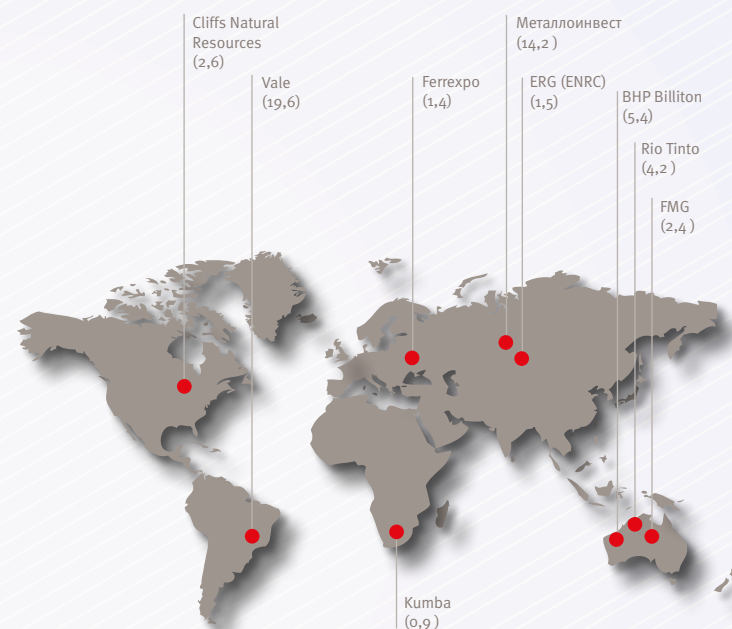 Cliffs Natural
Resources
(2,6)
Vale
(19,6)
Ferrexpo
(1,4)
Металлоинвест
(14,2 )
ERG (ENRC)
(1,5)
BHP Billiton
(5,4)
Rio Tinto
(4,2 )
FMG
(2,4 )
Kumba
(0,9 )